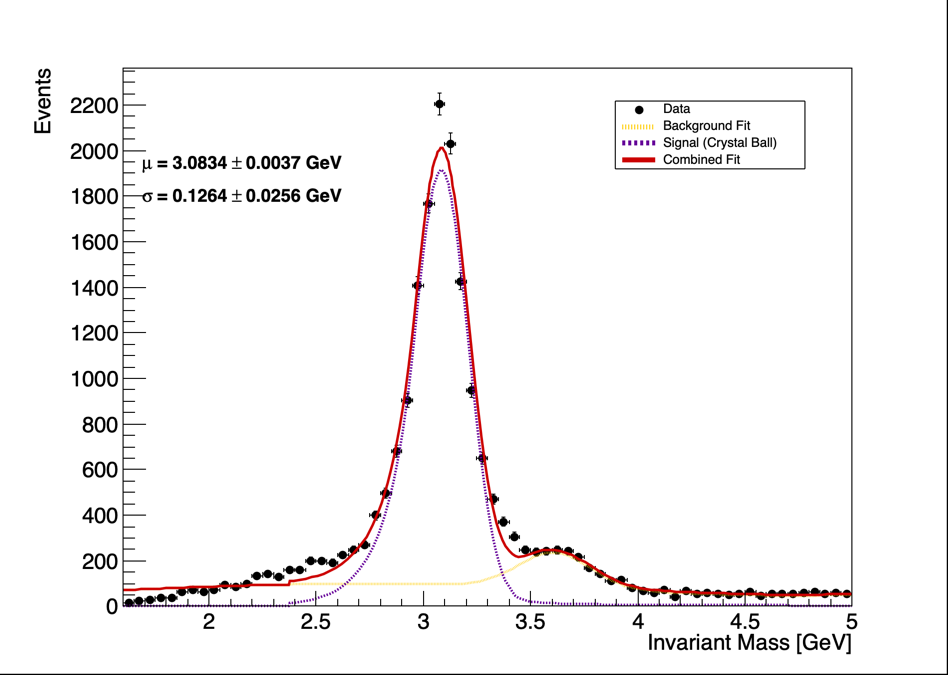 Events
2200
2000
1800
1600
1400
1200
1000
800
600
400
200
0
μ = 3.0834 ± 0.0037 GeV
σ = 0.1264 ± 0.0256 GeV
Data
Background Fit
Signal (Crystal Ball)
Combined Fit
2 2.5 3 3.5 4 4.5 5
Invariant Mass [GeV]